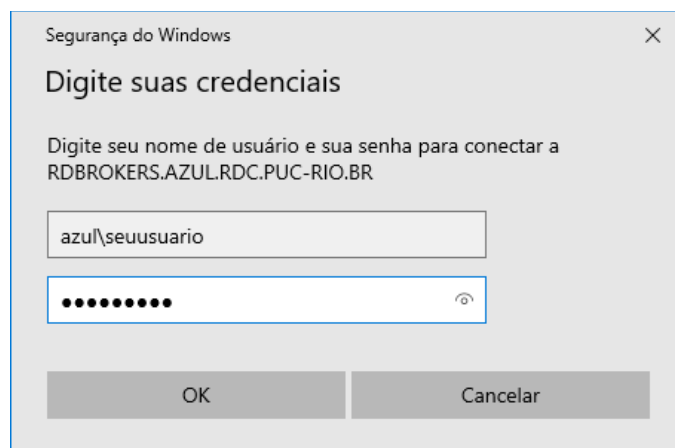 Segurança do Windows
Digite suas credenciais
Digite seu nome de usuário e sua senha para conectar a
RDBROKERS.AZUL.RDC.PUC-RIO.BR
azul\seuusuario
●●●●●●●●●
OK
Cancelar